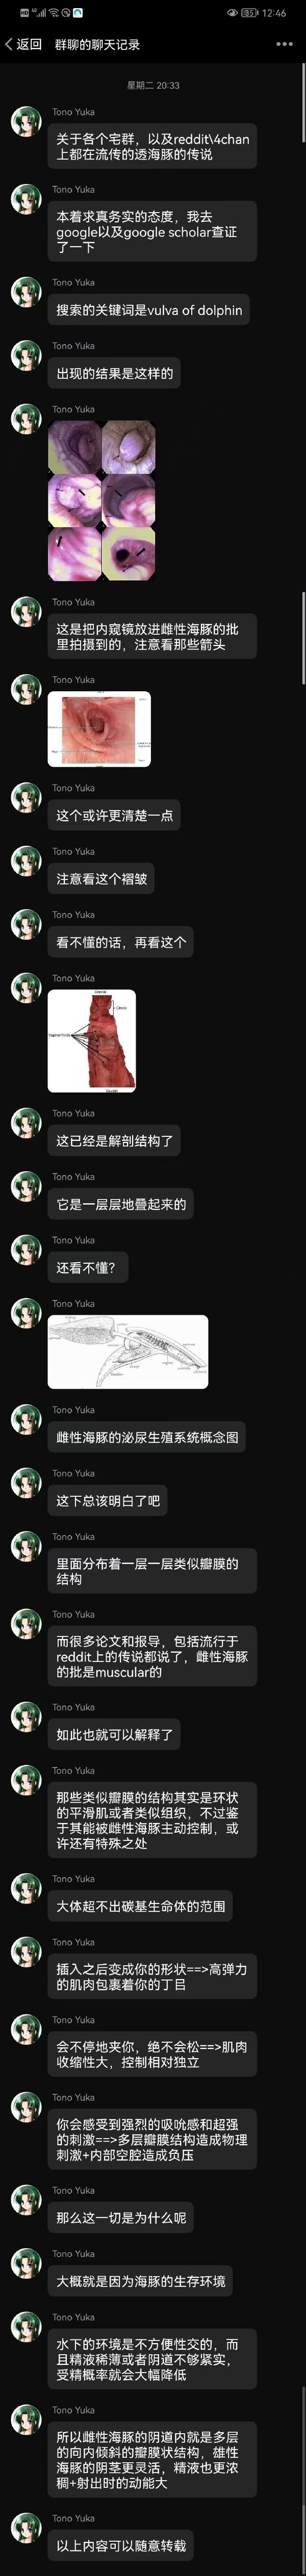 12:46
返回 群聊的聊天记录
星期二 20:33
Tono Yuka
关于各个宅群，以及reddit\4chan
上都在流传的透海豚的传说
Tono Yuka
本着求真务实的态度，我去
google以及google scholar查证
了一下
Tono Yuka
搜索的关键词是vulva of dolphin
Tono Yuka
出现的结果是这样的
Tono Yuka
Tono Yuka
这是把内窥镜放进雌性海豚的批
里拍摄到的，注意看那些箭头
Tono Yuka
Tono Yuka
这个或许更清楚一点
Tono Yuka
注意看这个褶皱
Tono Yuka
看不懂的话，再看这个
Tono Yuka
Cranial
Cervix
Vaginal folds
Caudal
Tono Yuka
这已经是解剖结构了
Tono Yuka
它是一层层地叠起来的
Tono Yuka
还看不懂？
Tono Yuka
Tono Yuka
雌性海豚的泌尿生殖系统概念图
Tono Yuka
这下总该明白了吧
Tono Yuka
里面分布着一层一层类似瓣膜的
结构
Tono Yuka
而很多论文和报导，包括流行于
reddit上的传说都说了，雌性海豚
的批是muscular的
Tono Yuka
如此也就可以解释了
Tono Yuka
那些类似瓣膜的结构其实是环状
的平滑肌或者类似组织，不过鉴
于其能被雌性海豚主动控制，或
许还有特殊之处
Tono Yuka
大体超不出碳基生命体的范围
Tono Yuka
插入之后变成你的形状==>高弹力
的肌肉包裹着你的丁目
Tono Yuka
会不停地夹你，绝不会松==>肌肉
收缩性大，控制相对独立
Tono Yuka
你会感受到强烈的吸吮感和超强
的刺激==>多层瓣膜结构造成物理
刺激+内部空腔造成负压
Tono Yuka
那么这一切是为什么呢
Tono Yuka
大概就是因为海豚的生存环境
Tono Yuka
水下的环境是不方便性交的，而
且精液稀薄或者阴道不够紧实，
受精概率就会大幅降低
Tono Yuka
所以雌性海豚的阴道内就是多层
的向内倾斜的瓣膜状结构，雄性
海豚的阴茎更灵活，精液也更浓
稠+射出时的动能大
Tono Yuka
以上内容可以随意转载